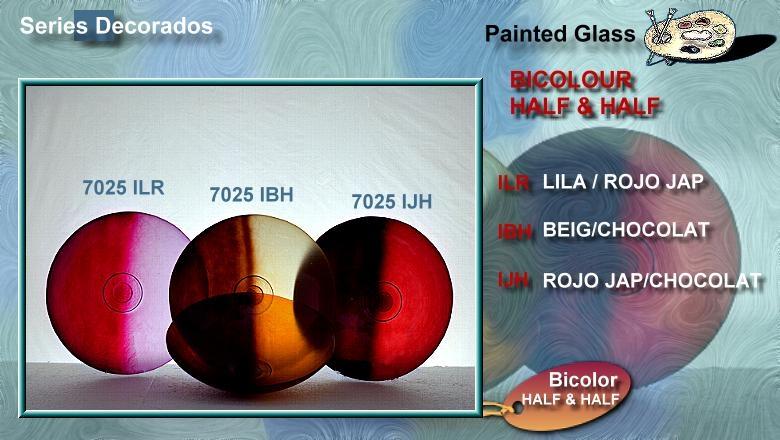 Series Decorados
Painted Glass
BICOLOUR
HALF & HALF
7025 ILR
7025 IBH
7025 IJH
ILR LILA / ROJO JAP
IBH BEIG/CHOCOLAT
IJH ROJO JAP/CHOCOLAT
Bicolor
HALF & HALF